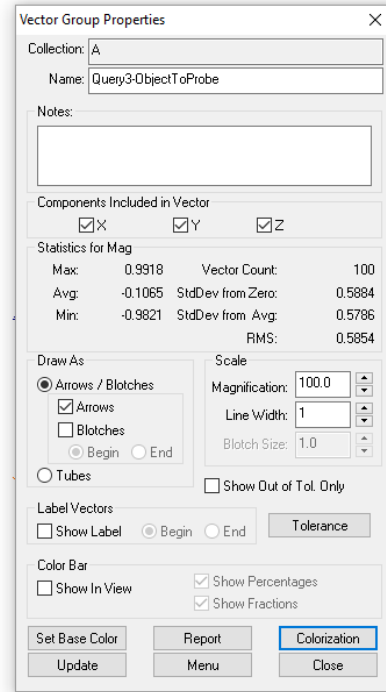 Vector Group Properties
Collection: A
Name: Query3-ObjectToProbe
Notes:
Components Included in Vector
X Y Z
Statistics for Mag
Max: 0.9918 Vector Count: 100
Avg: -0.1065 StdDev from Zero: 0.5884
Min: -0.9821 StdDev from Avg: 0.5786
RMS: 0.5854
Draw As
Arrows / Blotches
Arrows
Blotches
Begin End
Tubes
Scale
Magnification: 100.0
Line Width: 1
Blotch Size: 1.0
Show Out of Tol. Only
Label Vectors
Show Label Begin End
Tolerance
Color Bar
Show In View Show Percentages
Show Fractions
Set Base Color Report Colorization
Update Menu Close